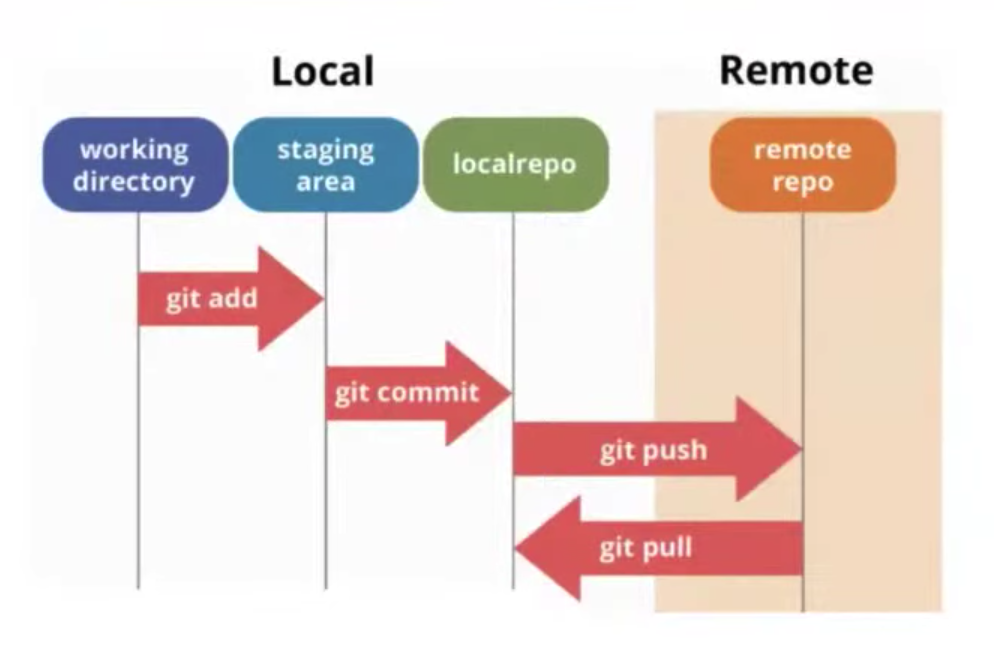 Local
Remote
working
directory
staging
area
localrepo
remote
repo
git add
git commit
git push
git pull